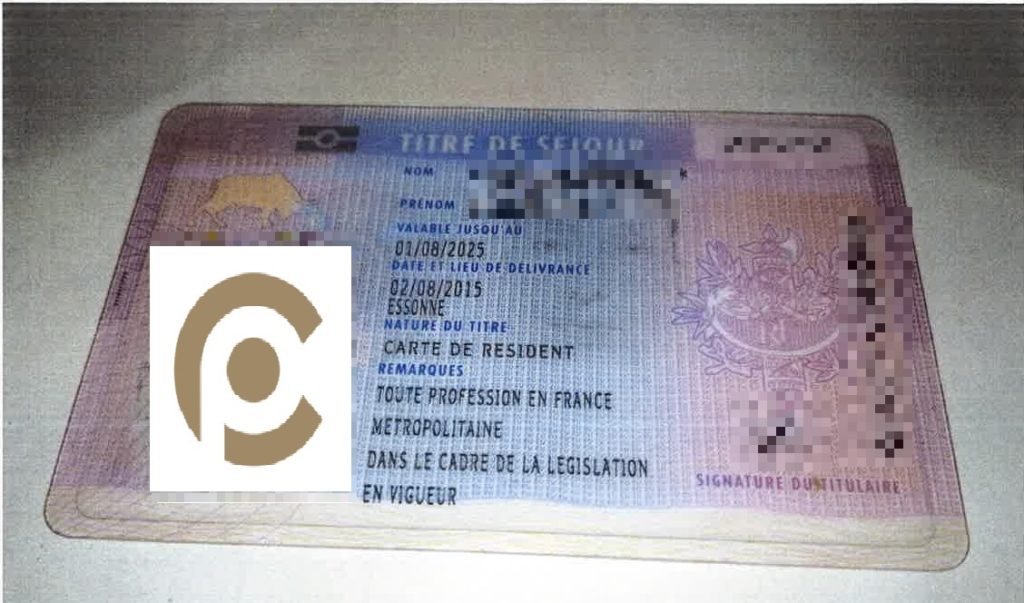 TITRE DE SEJOUR
NOM
PRÉNOM
VALABLE JUSQU'AU
01/08/2025
DATE ET LIEU DE DELIVRANCE
02/08/2015
ESSONNE
NATURE DU TITRE
CARTE DE RESIDENT
REMARQUES
TOUTE PROFESSION EN FRANCE
METROPOLITAINE
DANS LE CADRE DE LA LEGISLATION
EN VIGUEUR
SIGNATURE DU TITULAIRE